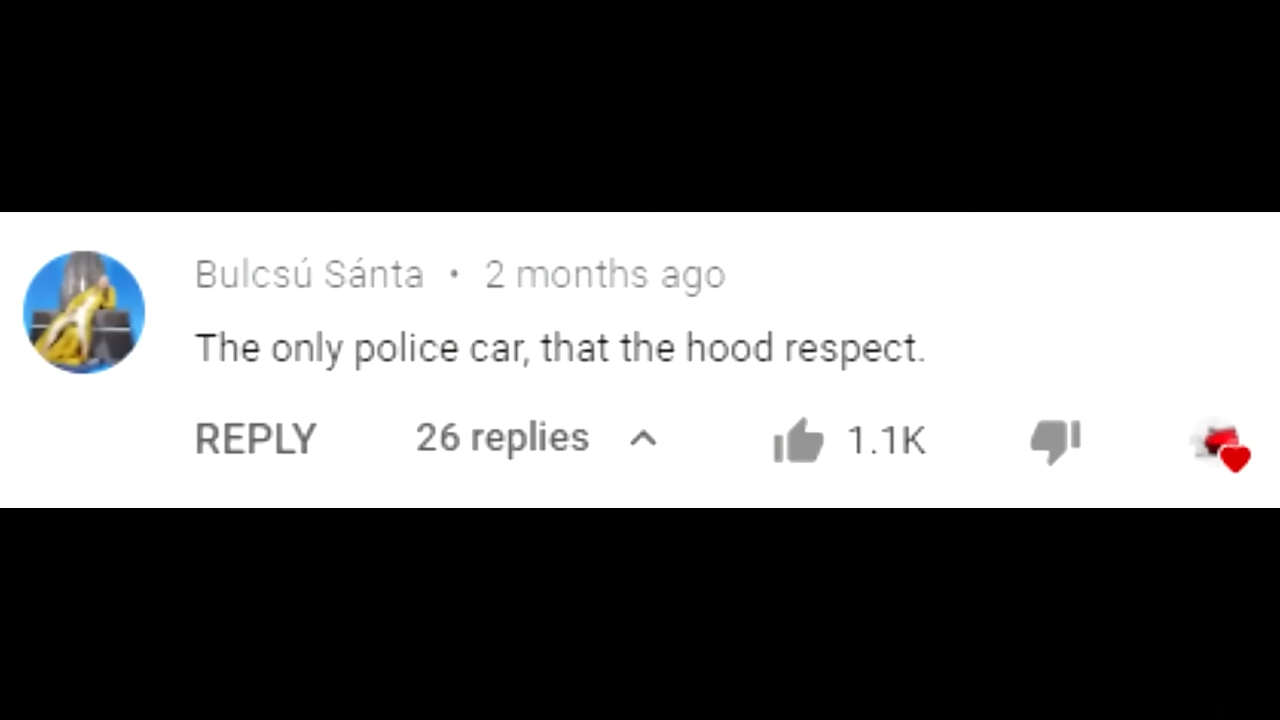 Bulcsú Sánta • 2 months ago
The only police car, that the hood respect.
REPLY 26 replies 1.1K